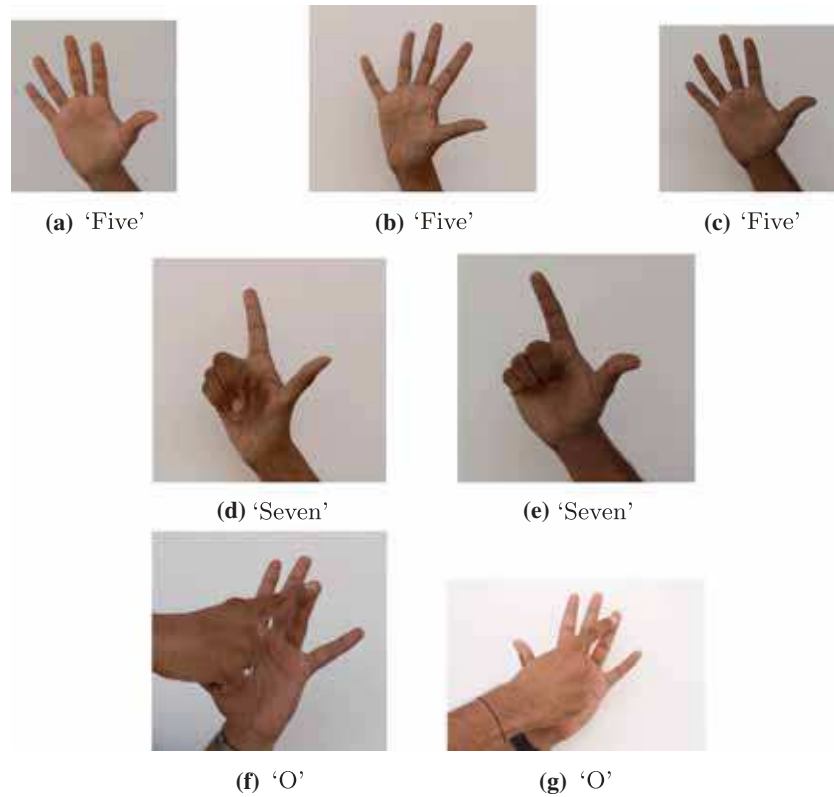 (a) ‘Five’ (b) ‘Five’ (c) ‘Five’
(d) ‘Seven’ (e) ‘Seven’
(f) ‘O’ (g) ‘O’